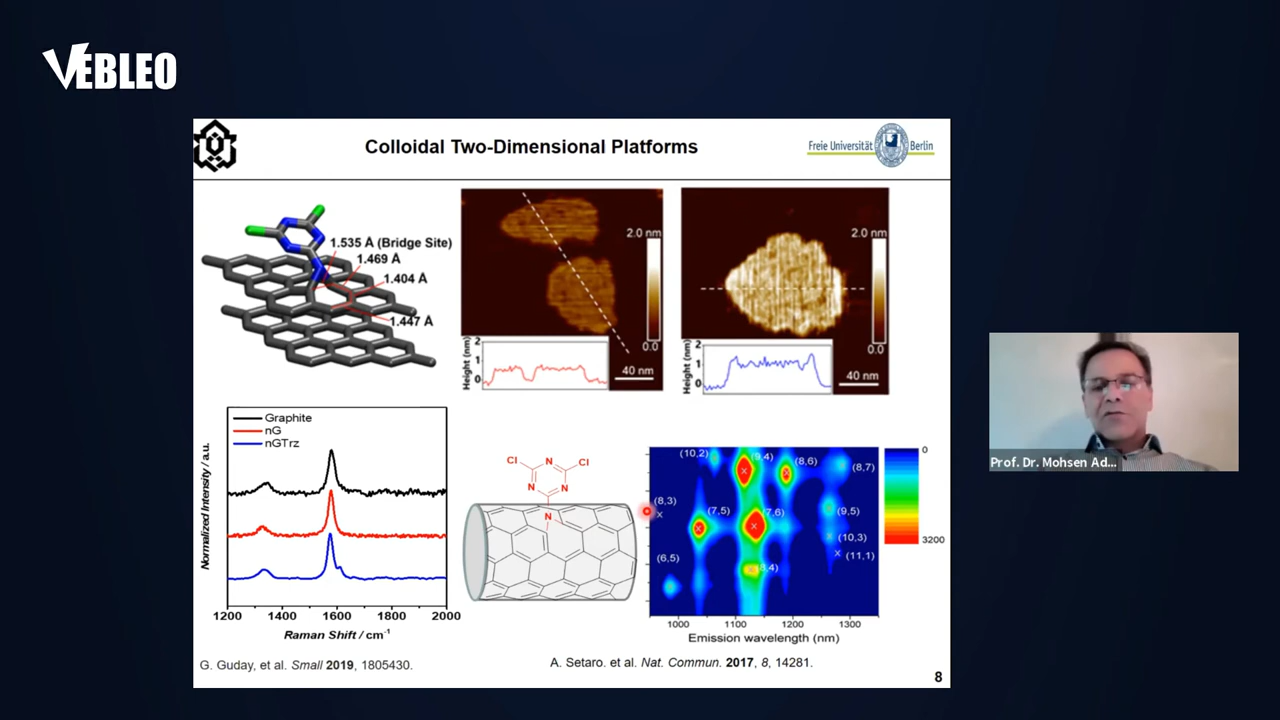 VEBLEO
Colloidal Two-Dimensional Platforms
Freie Universität Berlin
1.535 Å (Bridge Site)
1.469 Å
1.404 Å
1.447 Å
2.0 nm
0.0
Height (nm)
2
1
0
40 nm
2.0 nm
0.0
Height (nm)
2
1
0
40 nm
Graphite
nG
nGTrz
Normalized Intensity / a.u.
1200 1400 1600 1800 2000
Raman Shift / cm-1
Cl N N Cl
N
N
(10,2) (9,4) (8,6) (8,7)
(8,3) (7,5) (7,6) (9,5)
(10,3)
(6,5) (8,4) (11,1)
0
3200
1000 1100 1200 1300
Emission wavelength (nm)
G. Guday, et al. Small 2019, 1805430.
A. Setaro. et al. Nat. Commun. 2017, 8, 14281.
8
Prof. Dr. Mohsen Ad...